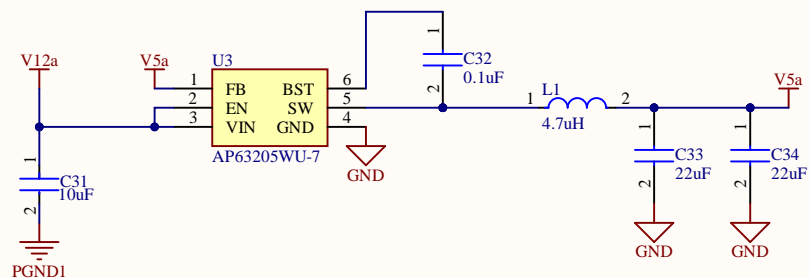 V12a
V5a
U3
1
FB
BST
6
2
EN
SW
5
3
VIN
GND
4
AP63205WU-7
GND
1
C32
0.1uF
2
L1
1
2
4.7uH
V5a
1
C31
10uF
2
PGND1
1
C33
22uF
2
GND
1
C34
22uF
2
GND